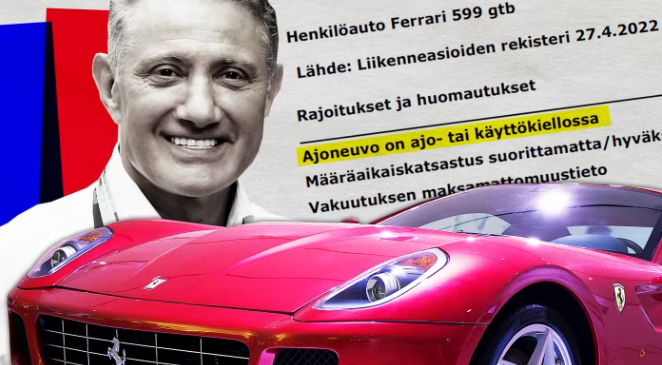 Henkilöauto Ferrari 599 gtb
Lähde: Liikenneasioiden rekisteri 27.4.2022
Rajoitukset ja huomautukset
Ajoneuvo on ajo- tai käyttökiellossa
Määräaikaiskatsastus suorittamatta/hyväk
Vakuutuksen maksamattomuustieto